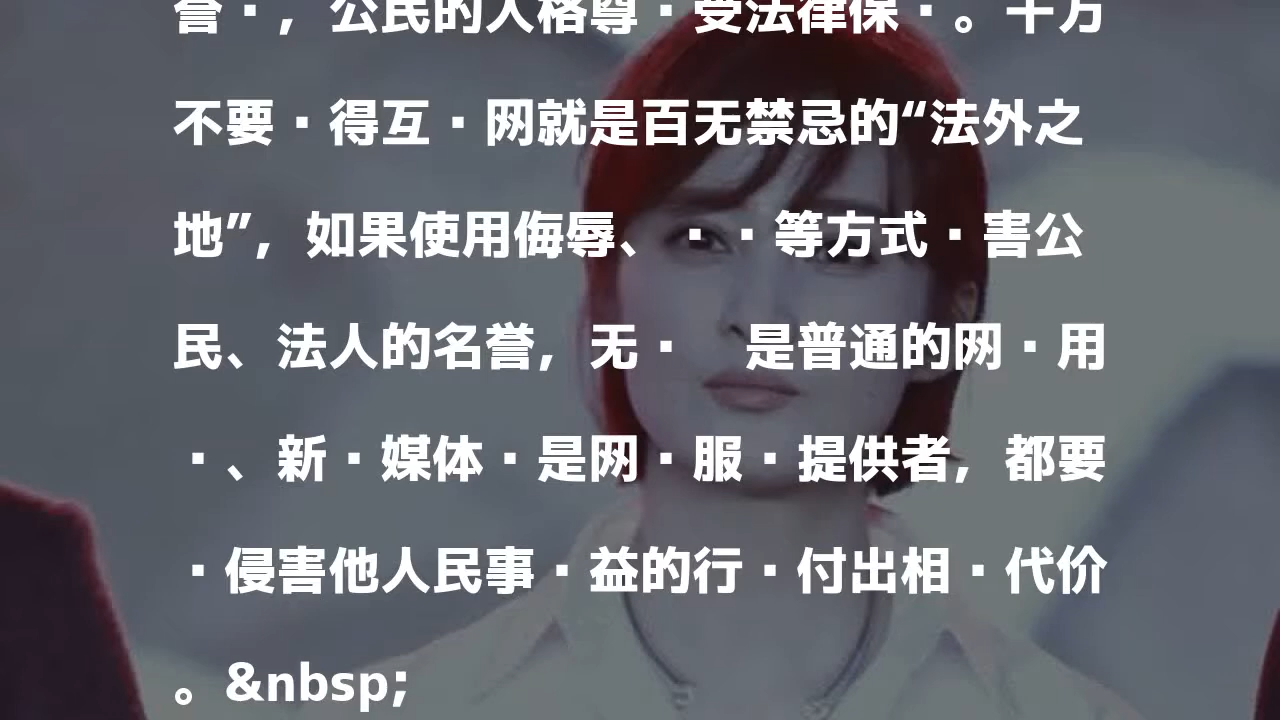 誉·，公民的人格尊·受法律保·。千万
不要·得互·网就是百无禁忌的“法外之
地”，如果使用侮辱、··等方式·害公
民、法人的名誉，无·　是普通的网·用
·、新·媒体·是网·服·提供者，都要
·侵害他人民事·益的行·付出相·代价
。&nbsp;